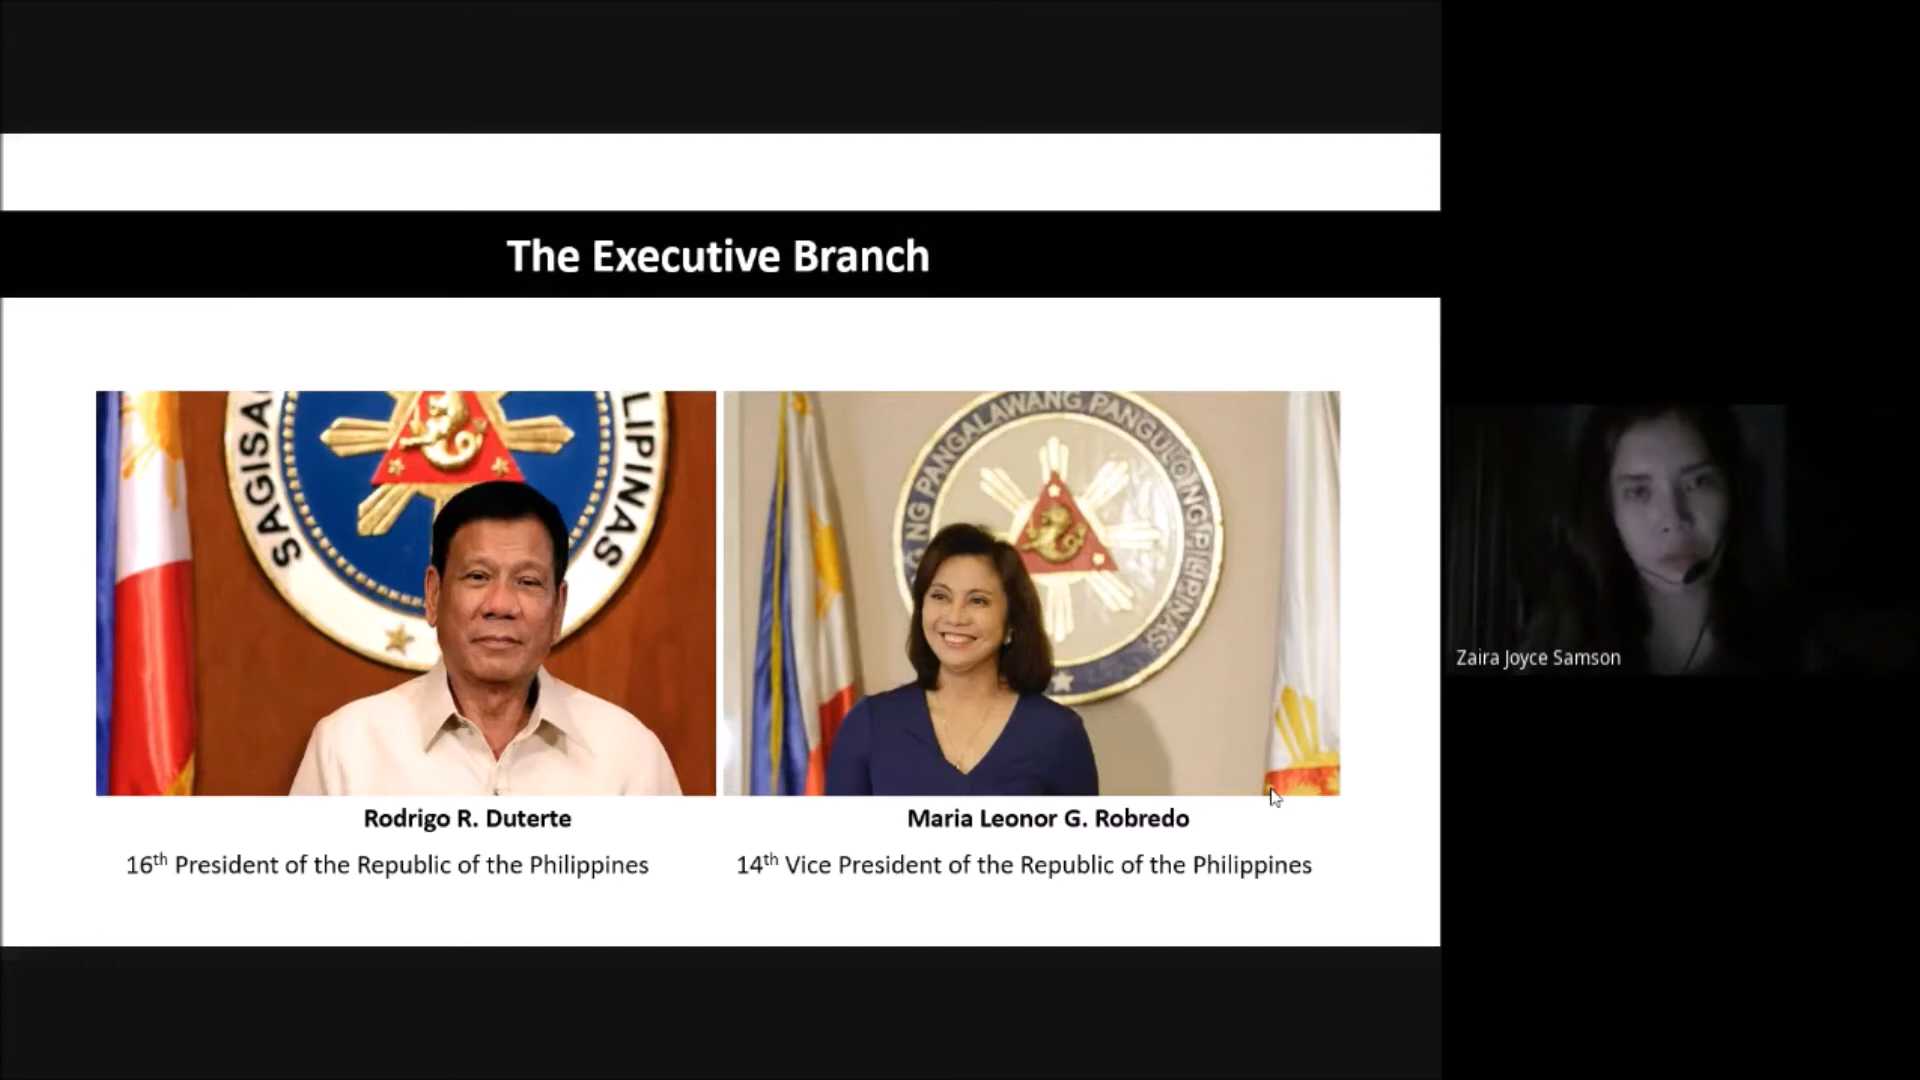 The Executive Branch
SAGISAG
LIPINAS
NG PANGALAWANG PANGULO NG PILIPINAS
Rodrigo R. Duterte
Maria Leonor G. Robredo
16th President of the Republic of the Philippines
14th Vice President of the Republic of the Philippines
Zaira Joyce Samson